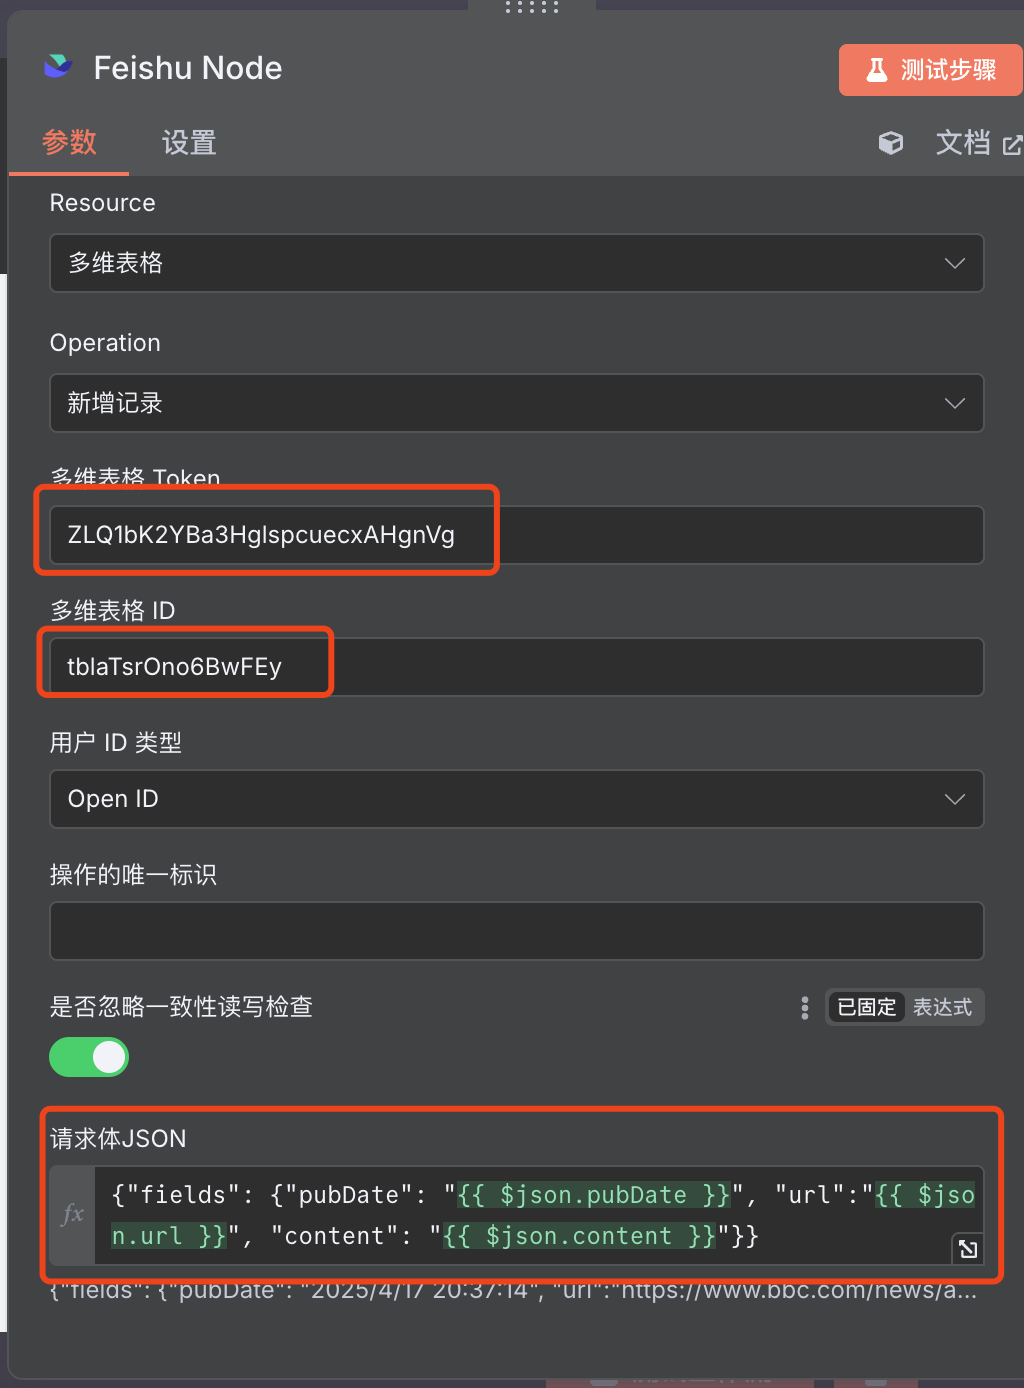 Feishu Node
测试步骤
参数
设置
文档
Resource
多维表格
Operation
新增记录
多维表格 Token
ZLQ1bK2YBa3HglspcuecxAHgnVg
多维表格 ID
tblaTsrOno6BwFEy
用户 ID 类型
Open ID
操作的唯一标识
是否忽略一致性读写检查
已固定
表达式
请求体JSON
fx
{"fields": {"pubDate": "{{ $json.pubDate }}", "url":"{{ $jso
n.url }}", "content": "{{ $json.content }}"}}
{"fields": {"pubDate": "2025/4/17 20:37:14", "url":"https://www.bbc.com/news/a...